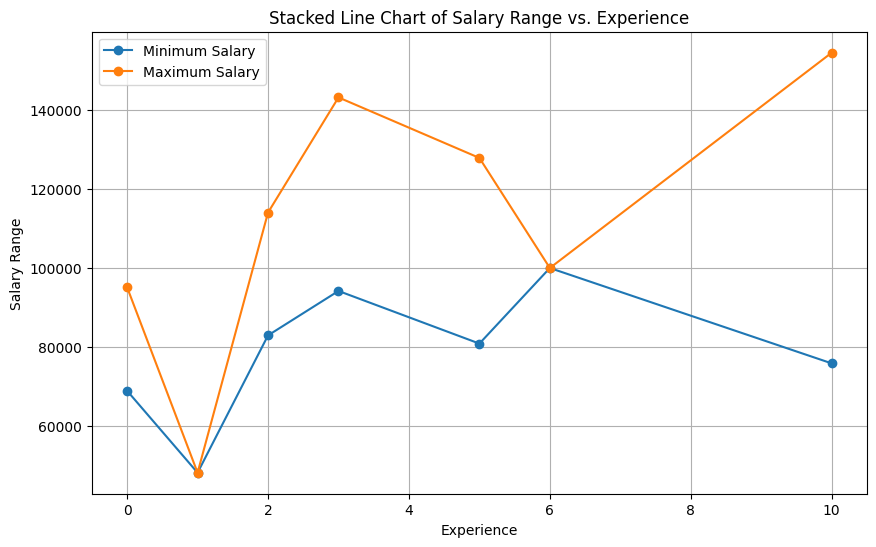 Stacked Line Chart of Salary Range vs. Experience
Minimum Salary
Maximum Salary
Salary Range
140000
120000
100000
80000
60000
0
2
4
6
8
10
Experience